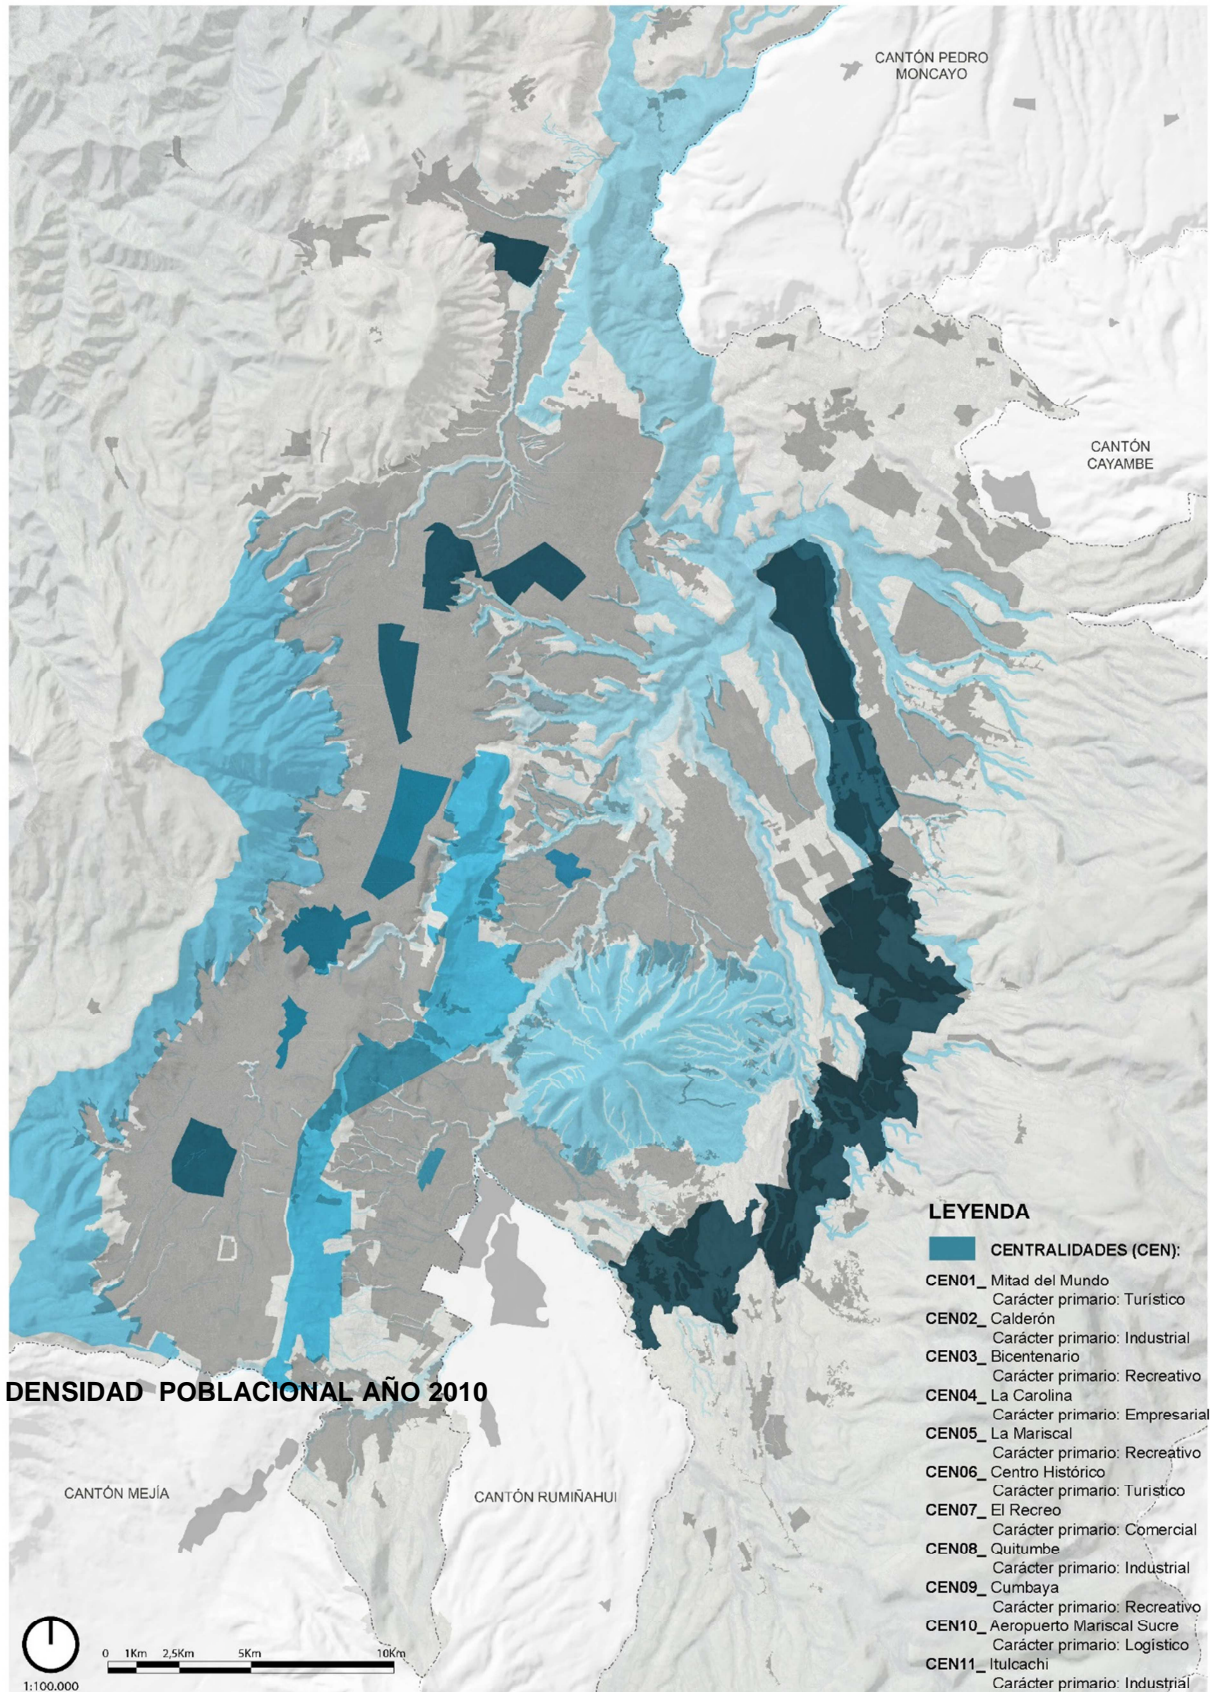 CANTÓN PEDRO
MONCAYO
CANTÓN
CAYAMBE
LEYENDA
CENTRALIDADES (CEN):
CEN01_ Mitad del Mundo
Carácter primario: Turístico
CEN02_ Calderón
Carácter primario: Industrial
CEN03_ Bicentenario
Carácter primario: Recreativo
CEN04_ La Carolina
Carácter primario: Empresarial
CEN05_ La Mariscal
Carácter primario: Recreativo
CEN06_ Centro Histórico
Carácter primario: Turístico
CEN07_ El Recreo
Carácter primario: Comercial
CEN08_ Quitumbe
Carácter primario: Industrial
CEN09_ Cumbaya
Carácter primario: Recreativo
CEN10_ Aeropuerto Mariscal Sucre
Carácter primario: Logístico
CEN11_ Itulcachi
Carácter primario: Industrial
DENSIDAD POBLACIONAL AÑO 2010
CANTÓN MEJÍA
CANTÓN RUMIÑAHUI
0 1Km 2,5Km 5Km 10Km
1:100.000